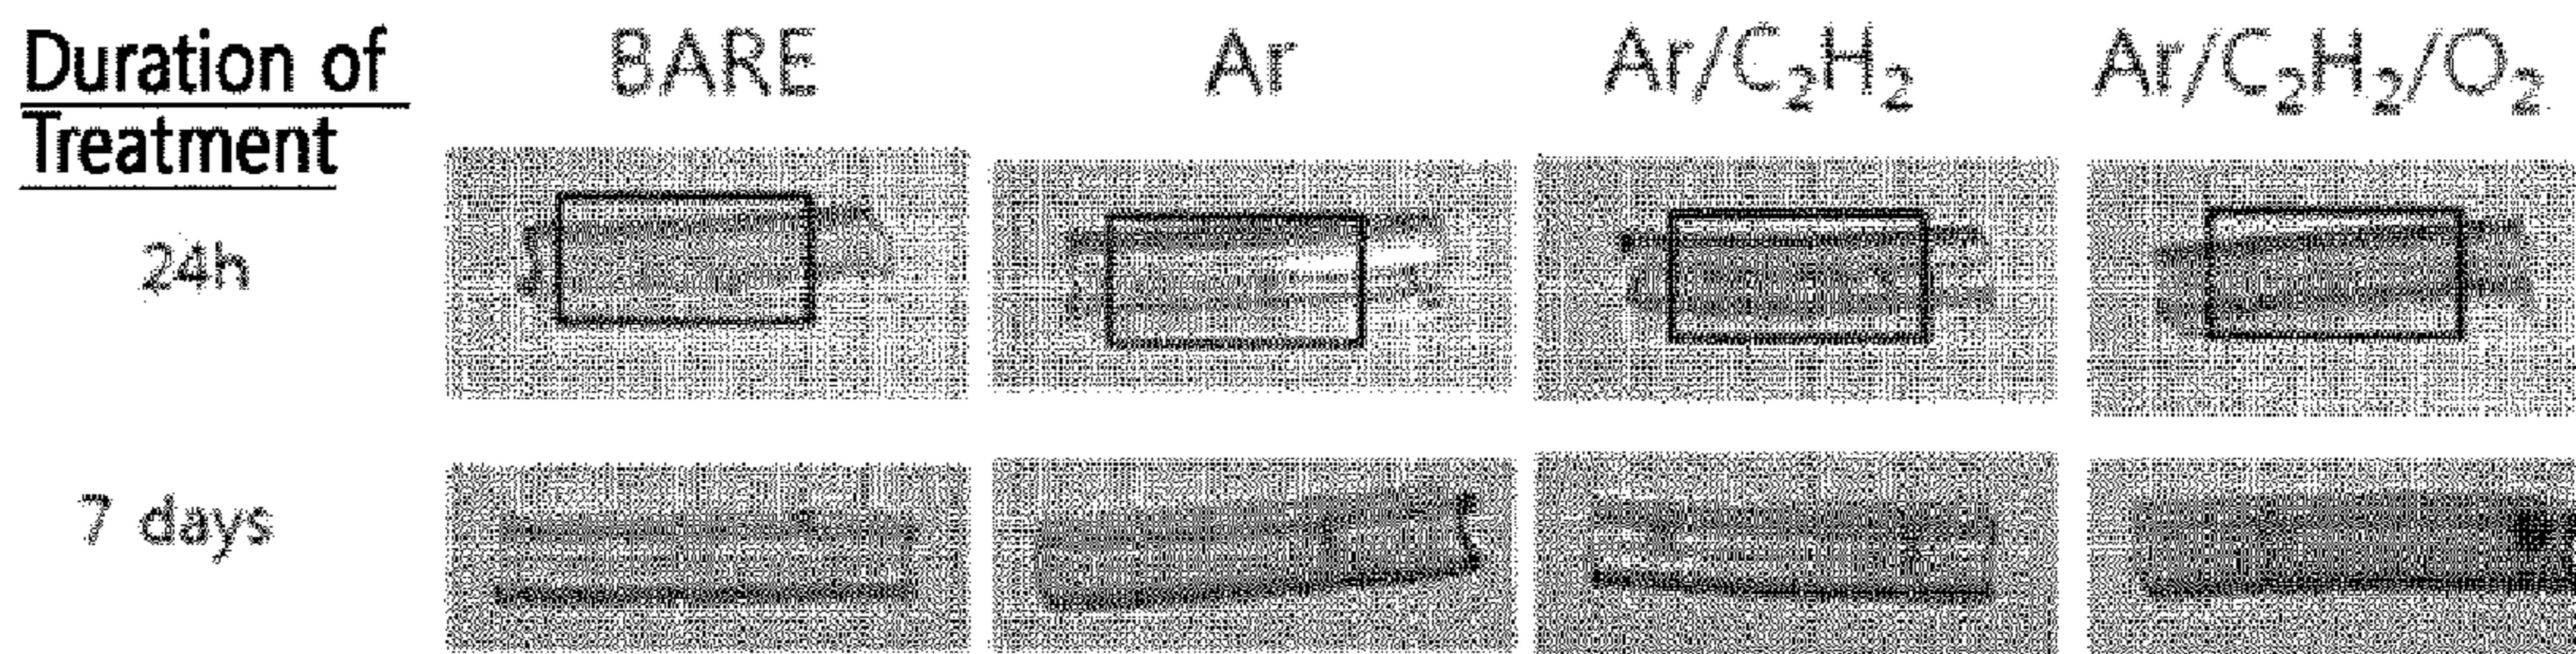 Duration of
Treatment
BARE Ar Ar/C₂H₂ Ar/C₂H₂/O₂
24h
7 days